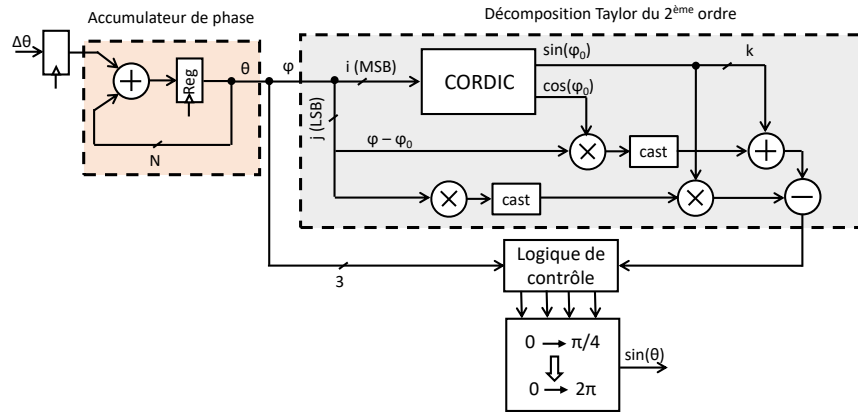 Accumulateur de phase
Décomposition Taylor du 2ème ordre
Δθ
Reg
θ
N
φ
i (MSB)
j (LSB)
CORDIC
sin(φ0)
cos(φ0)
k
φ – φ0
cast
cast
3
Logique de
contrôle
0 → π/4
0 → 2π
sin(θ)